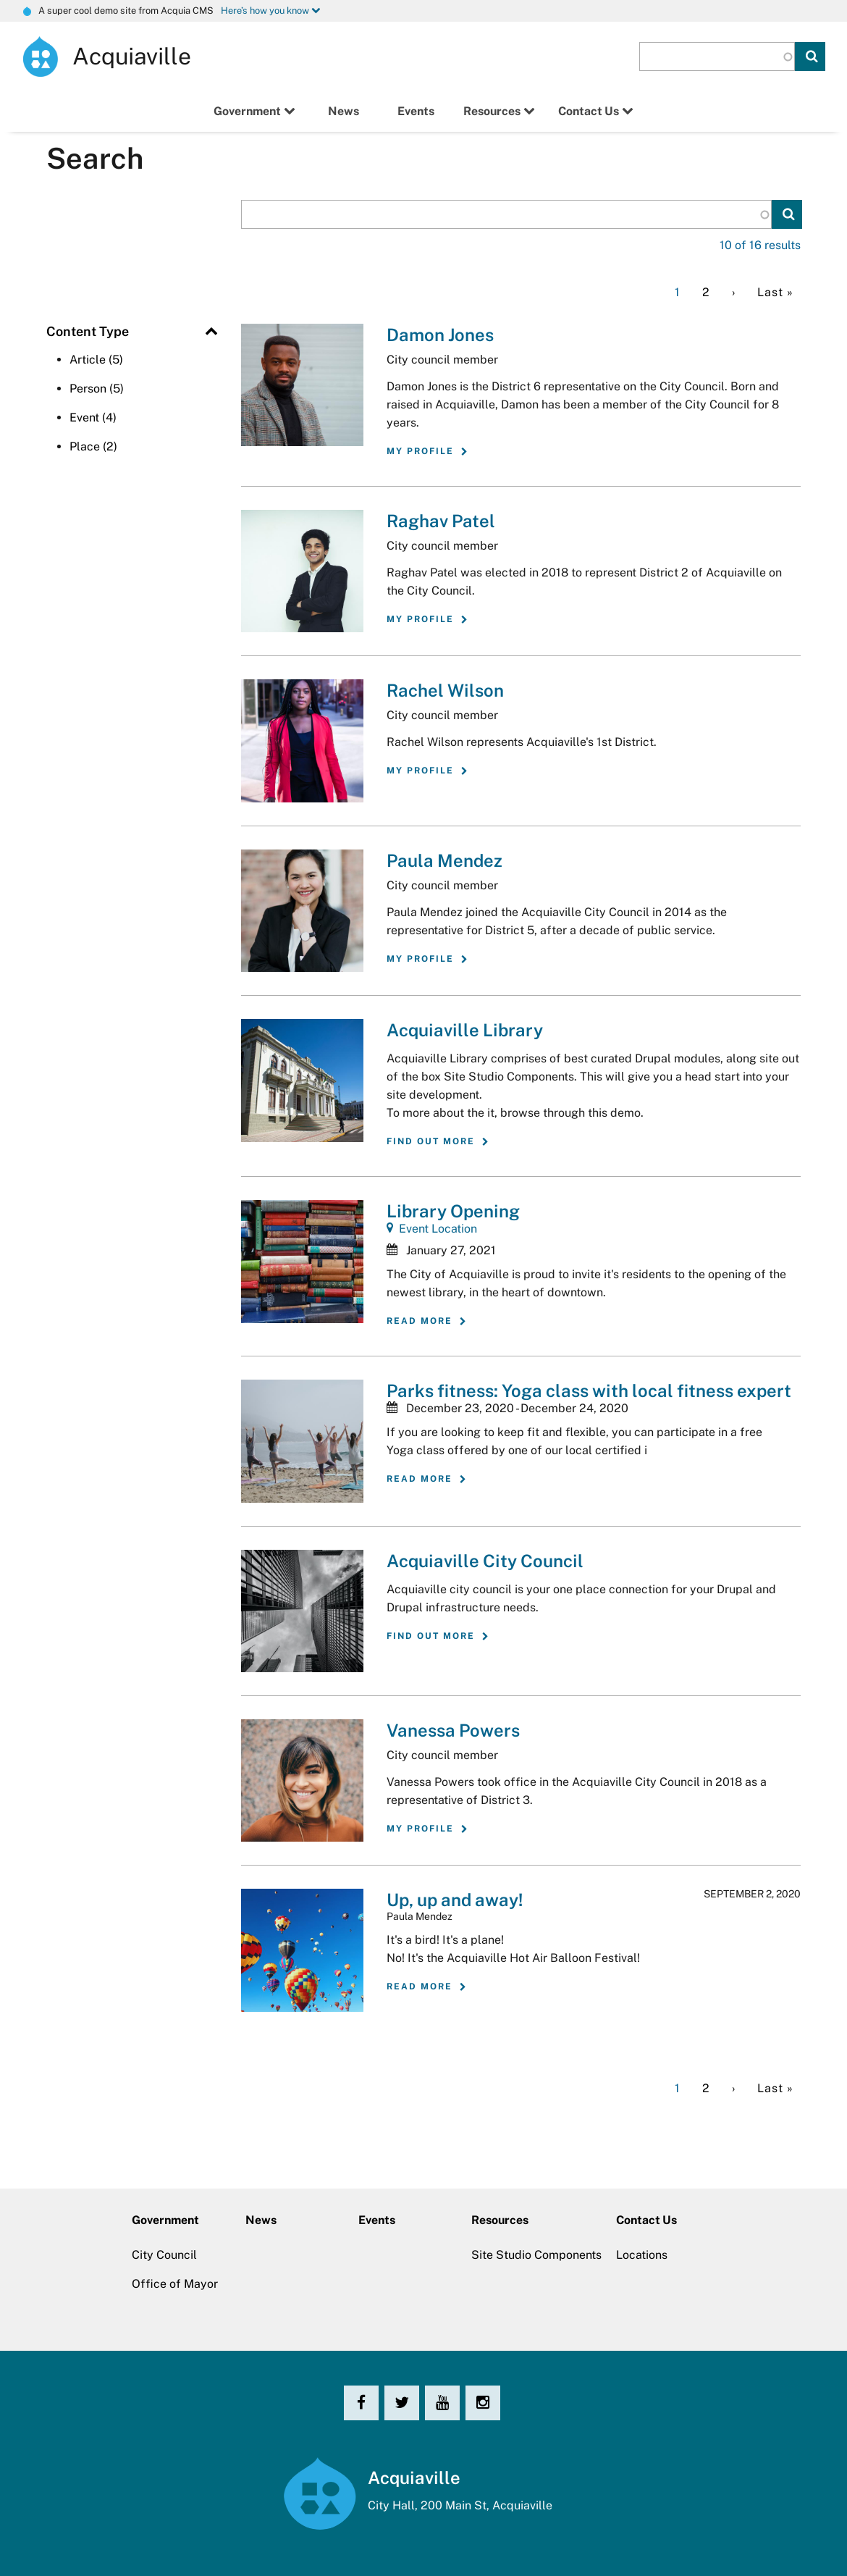 A super cool demo site from Acquia CMS Here's how you know
Acquiaville
Government News Events Resources Contact Us
Search
10 of 16 results
1 2 › Last »
Content Type
• Article (5)
• Person (5)
• Event (4)
• Place (2)
Damon Jones
City council member
Damon Jones is the District 6 representative on the City Council. Born and
raised in Acquiaville, Damon has been a member of the City Council for 8
years.
MY PROFILE
Raghav Patel
City council member
Raghav Patel was elected in 2018 to represent District 2 of Acquiaville on
the City Council.
MY PROFILE
Rachel Wilson
City council member
Rachel Wilson represents Acquiaville's 1st District.
MY PROFILE
Paula Mendez
City council member
Paula Mendez joined the Acquiaville City Council in 2014 as the
representative for District 5, after a decade of public service.
MY PROFILE
Acquiaville Library
Acquiaville Library comprises of best curated Drupal modules, along site out
of the box Site Studio Components. This will give you a head start into your
site development.
To more about the it, browse through this demo.
FIND OUT MORE
Library Opening
Event Location
January 27, 2021
The City of Acquiaville is proud to invite it's residents to the opening of the
newest library, in the heart of downtown.
READ MORE
Parks fitness: Yoga class with local fitness expert
December 23, 2020 - December 24, 2020
If you are looking to keep fit and flexible, you can participate in a free
Yoga class offered by one of our local certified i
READ MORE
Acquiaville City Council
Acquiaville city council is your one place connection for your Drupal and
Drupal infrastructure needs.
FIND OUT MORE
Vanessa Powers
City council member
Vanessa Powers took office in the Acquiaville City Council in 2018 as a
representative of District 3.
MY PROFILE
Up, up and away! SEPTEMBER 2, 2020
Paula Mendez
It's a bird! It's a plane!
No! It's the Acquiaville Hot Air Balloon Festival!
READ MORE
1 2 › Last »
Government News Events Resources Contact Us
City Council Site Studio Components Locations
Office of Mayor
You Tube
Acquiaville
City Hall, 200 Main St, Acquiaville